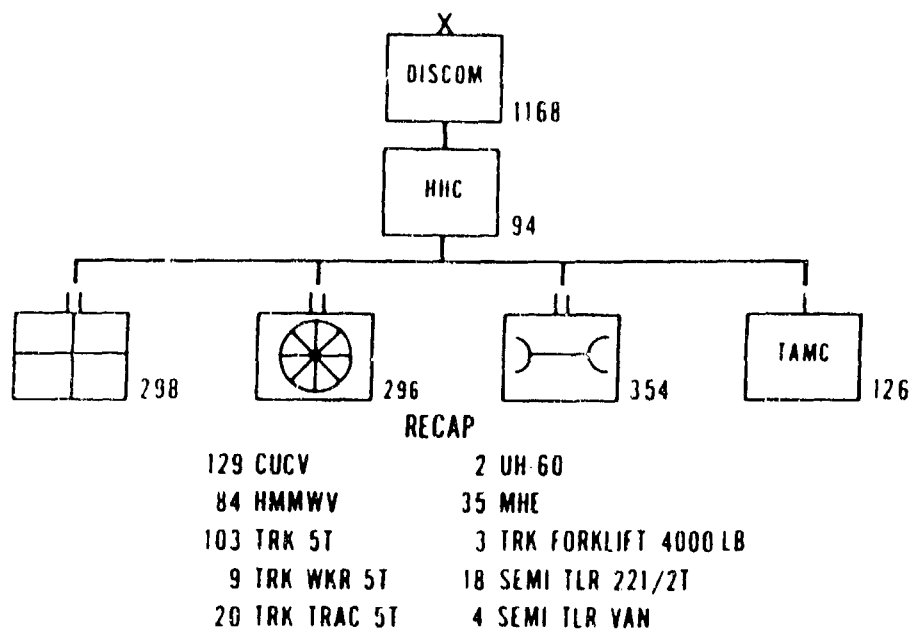 X
DISCOM
1168
HHC
94
298
296
354
TAMC
126
RECAP
129 CUCV
84 HMMWV
103 TRK 5T
9 TRK WKR 5T
20 TRK TRAC 5T
2 UH-60
35 MHE
3 TRK FORKLIFT 4000 LB
18 SEMI TLR 221/2T
4 SEMI TLR VAN